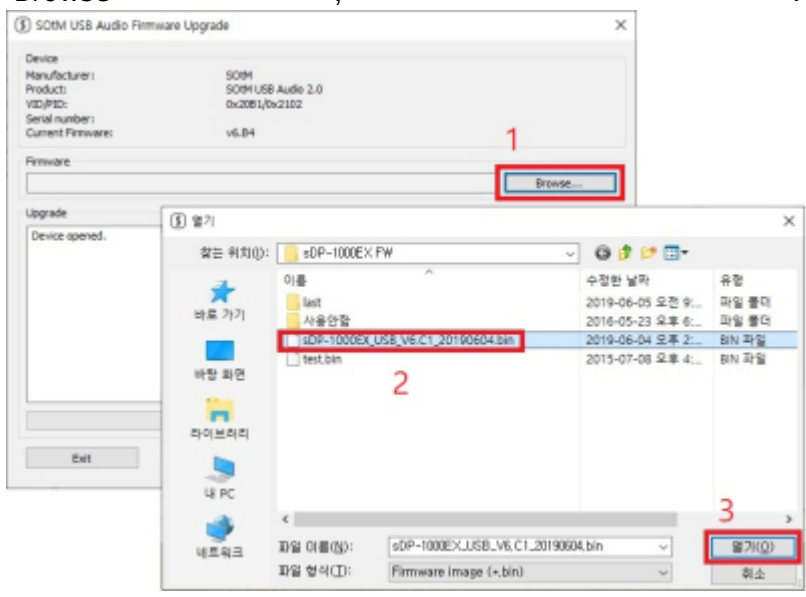 SOtM USB Audio Firmware Upgrade
Device
Manufacturer: SOtM
Product: SOtM USB Audio 2.0
VID/PID: 0x20B1/0x2102
Serial number:
Current Firmware: v6.B4
1
Firmware
Browse...
Upgrade
Device opened.
Exit
열기
찾는 위치(I): sDP-1000EX FW
이름 수정한 날짜 유형
last 2019-06-05 오전 9:... 파일 폴더
사용안함 2016-05-23 오후 6:... 파일 폴더
sDP-1000EX_USB_V6.C1_20190604.bin 2019-06-04 오후 2:... BIN 파일
test.bin 2015-07-08 오후 4:... BIN 파일
2
바로 가기
바탕 화면
라이브러리
내 PC
네트워크
3
파일 이름(N): sDP-1000EX_USB_V6.C1_20190604.bin 열기(O)
파일 형식(T): Firmware image (*.bin) 취소